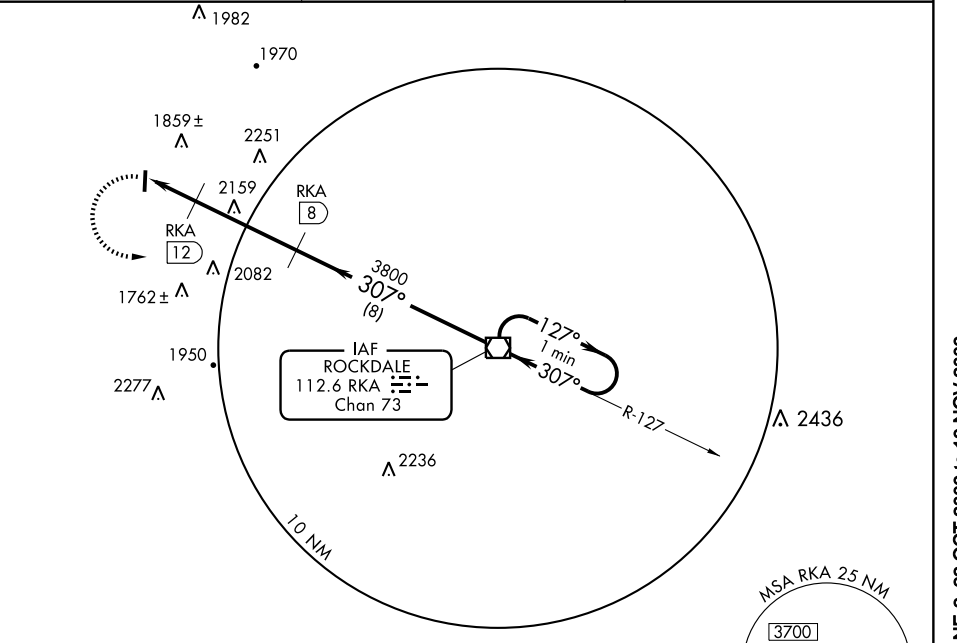 1982
1970
1859±
2251
2159
RKA
8
RKA
12
2082
1762±
3800
307°
(8)
127°
1 min
307°
R-127
1950
2277
IAF
ROCKDALE
112.6 RKA
Chan 73
2436
2236
10 NM
MSA RKA 25 NM
3700